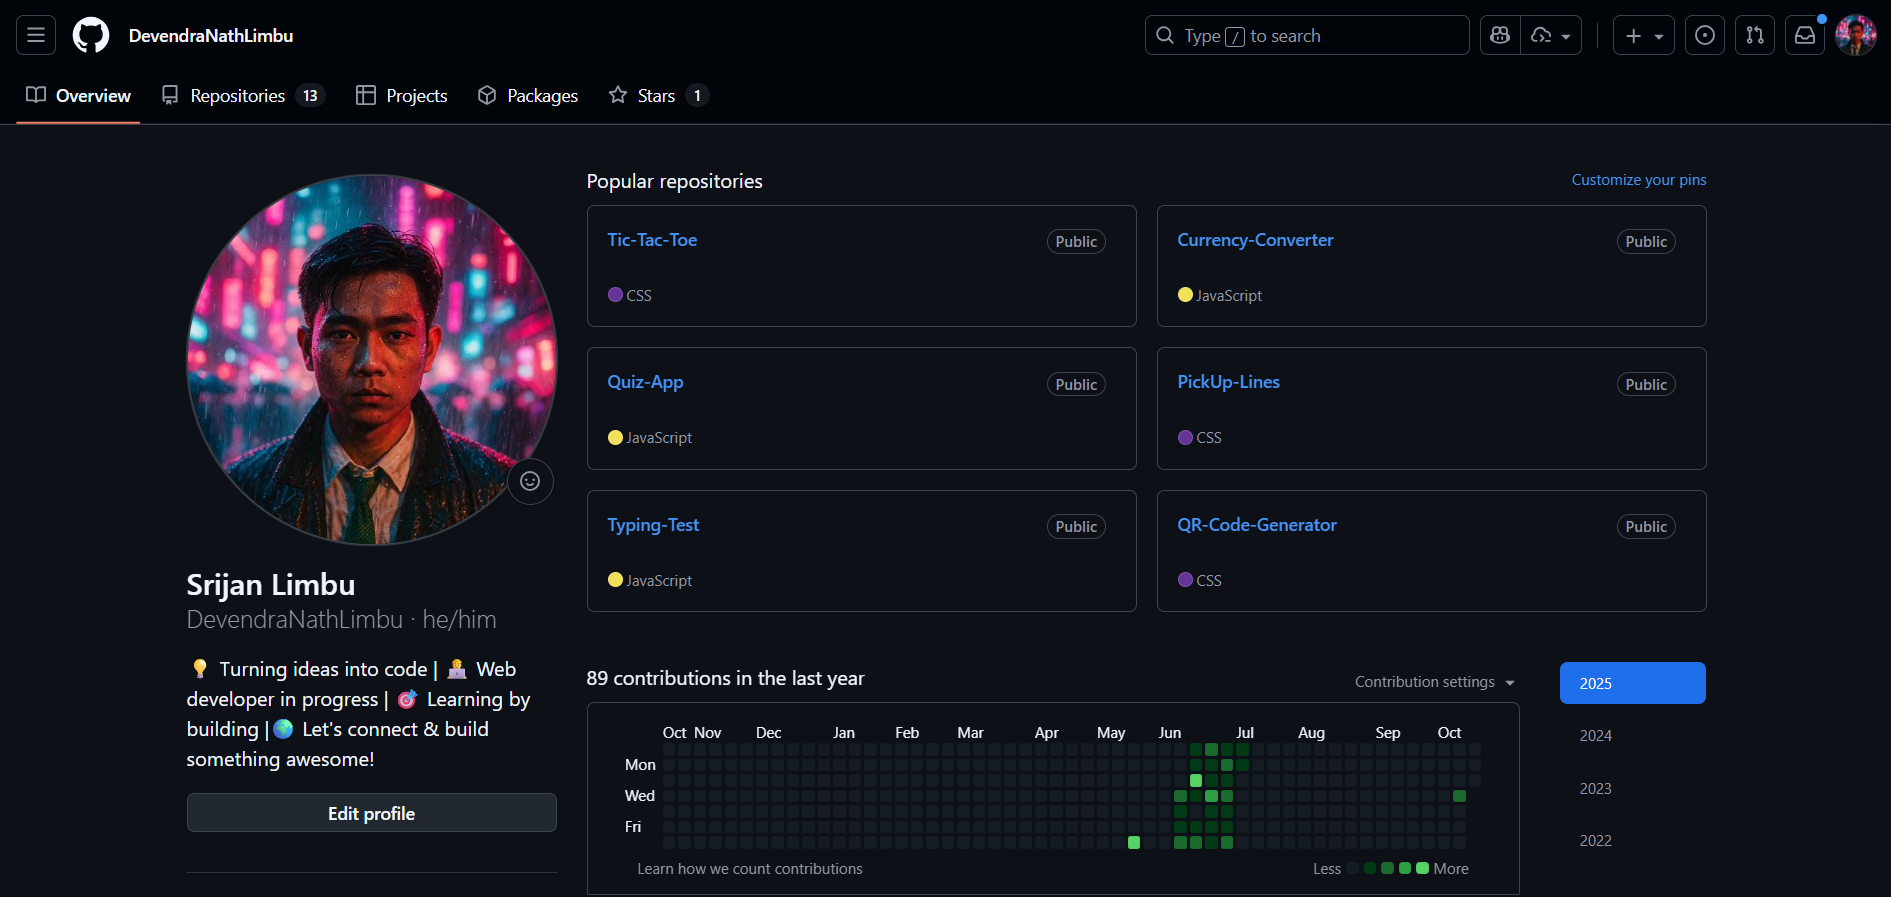 DevendraNathLimbu
Type / to search
Overview Repositories 13 Projects Packages Stars 1
Popular repositories Customize your pins
Tic-Tac-Toe Public
CSS
Currency-Converter Public
JavaScript
Quiz-App Public
JavaScript
PickUp-Lines Public
CSS
Typing-Test Public
JavaScript
QR-Code-Generator Public
CSS
Srijan Limbu
DevendraNathLimbu · he/him
💡 Turning ideas into code | 🧑‍💻 Web
developer in progress | 🎯 Learning by
building | 🌍 Let's connect & build
something awesome!
Edit profile
89 contributions in the last year
Contribution settings
Oct Nov Dec Jan Feb Mar Apr May Jun Jul Aug Sep Oct
Mon
Wed
Fri
Learn how we count contributions
Less More
2025
2024
2023
2022